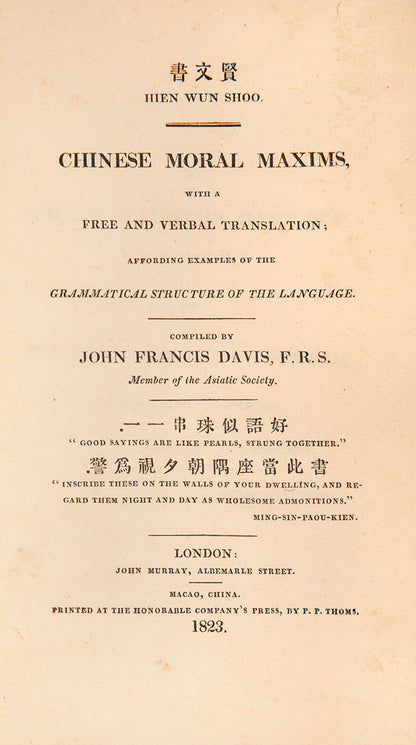 賢文書
HIEN WUN SHOO.
CHINESE MORAL MAXIMS,
WITH A
FREE AND VERBAL TRANSLATION;
AFFORDING EXAMPLES OF THE
GRAMMATICAL STRUCTURE OF THE LANGUAGE.
COMPILED BY
JOHN FRANCIS DAVIS, F.R.S.
Member of the Asiatic Society.
好語似珠串一一.
“ GOOD SAYINGS ARE LIKE PEARLS, STRUNG TOGETHER.”
書此當座隅朝夕視爲警.
“ INSCRIBE THESE ON THE WALLS OF YOUR DWELLING, AND RE-
GARD THEM NIGHT AND DAY AS WHOLESOME ADMONITIONS.”
MING-SIN-PAOU-KIEN.
LONDON:
JOHN MURRAY, ALBEMARLE STREET.
MACAO, CHINA.
PRINTED AT THE HONORABLE COMPANY'S PRESS, BY P. P. THOMS.
1823.